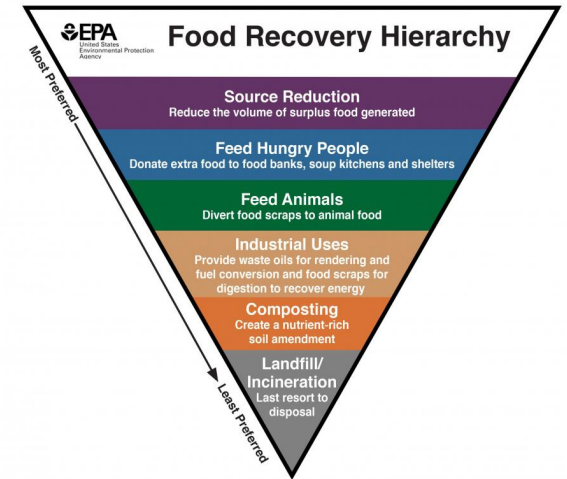 EPA
United States
Environmental Protection
Agency
Food Recovery Hierarchy
Most Preferred
Source Reduction
Reduce the volume of surplus food generated
Feed Hungry People
Donate extra food to food banks, soup kitchens and shelters
Feed Animals
Divert food scraps to animal food
Industrial Uses
Provide waste oils for rendering and
fuel conversion and food scraps for
digestion to recover energy
Composting
Create a nutrient-rich
soil amendment
Landfill/
Incineration
Last resort to
disposal
Least Preferred